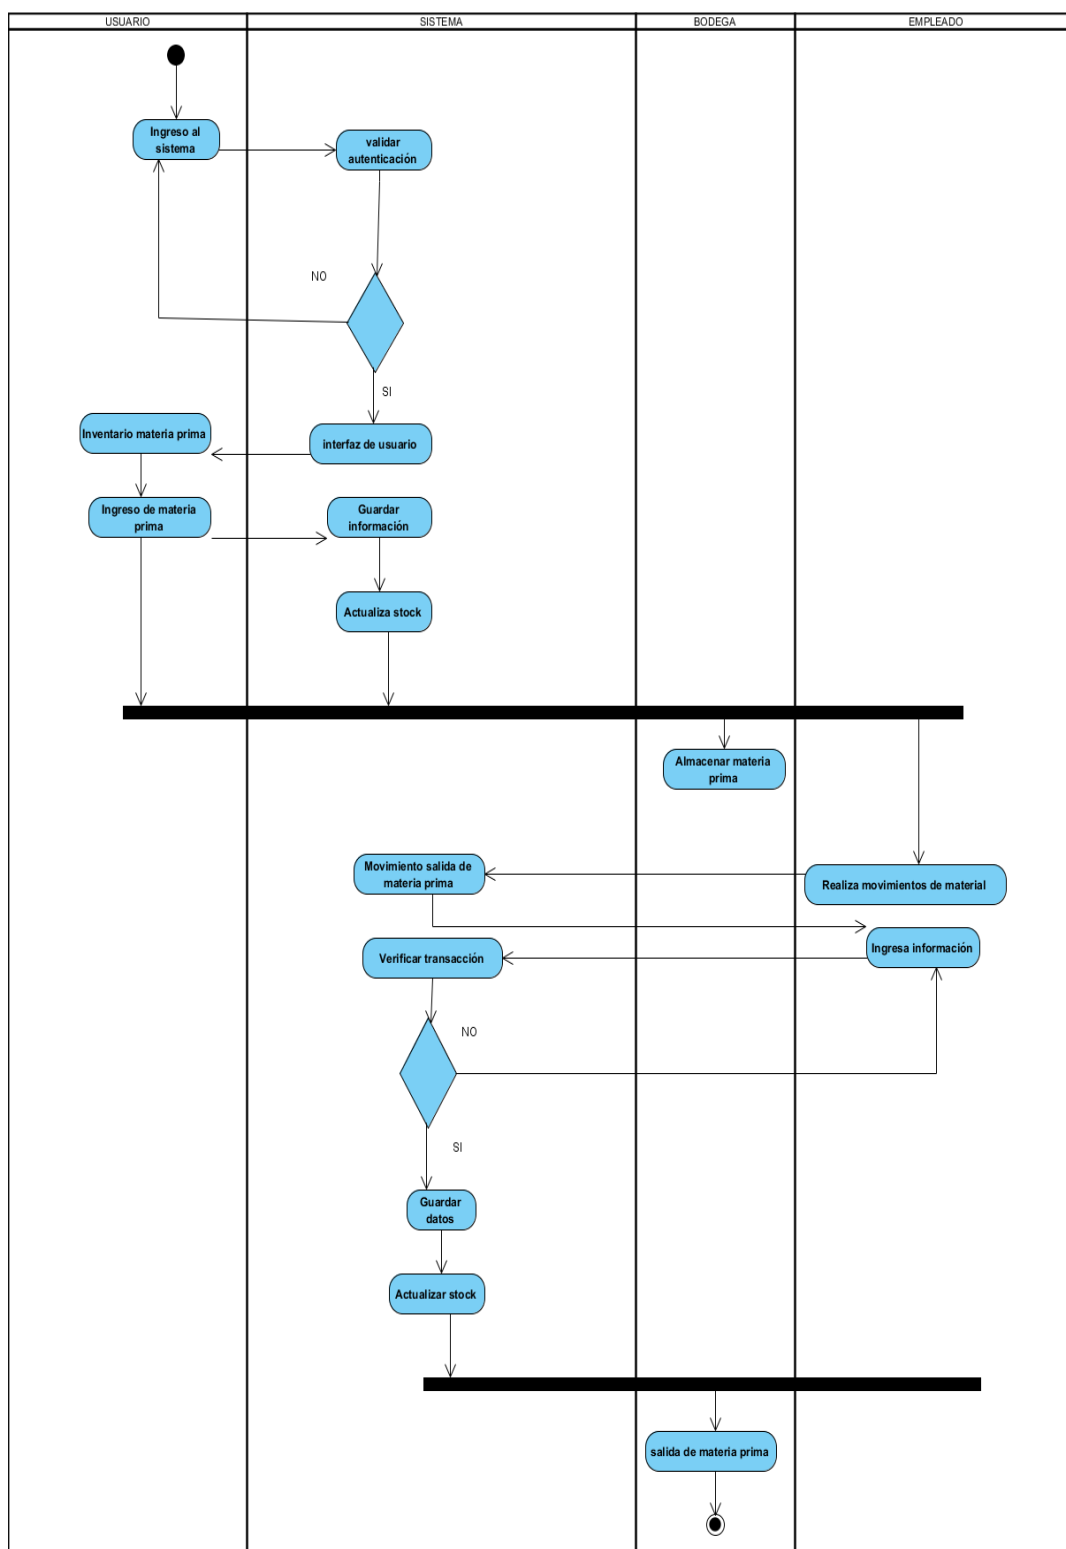 USUARIO
SISTEMA
BODEGA
EMPLEADO
Ingreso al
sistema
validar
autenticación
NO
SI
Inventario materia prima
interfaz de usuario
Ingreso de materia
prima
Guardar
información
Actualiza stock
Almacenar materia
prima
Movimiento salida de
materia prima
Realiza movimientos de material
Ingresa información
Verificar transacción
NO
SI
Guardar
datos
Actualizar stock
salida de materia prima